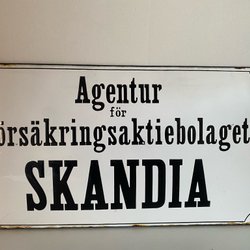 Agentur
för
örsäkringsaktiebolaget
SKANDIA